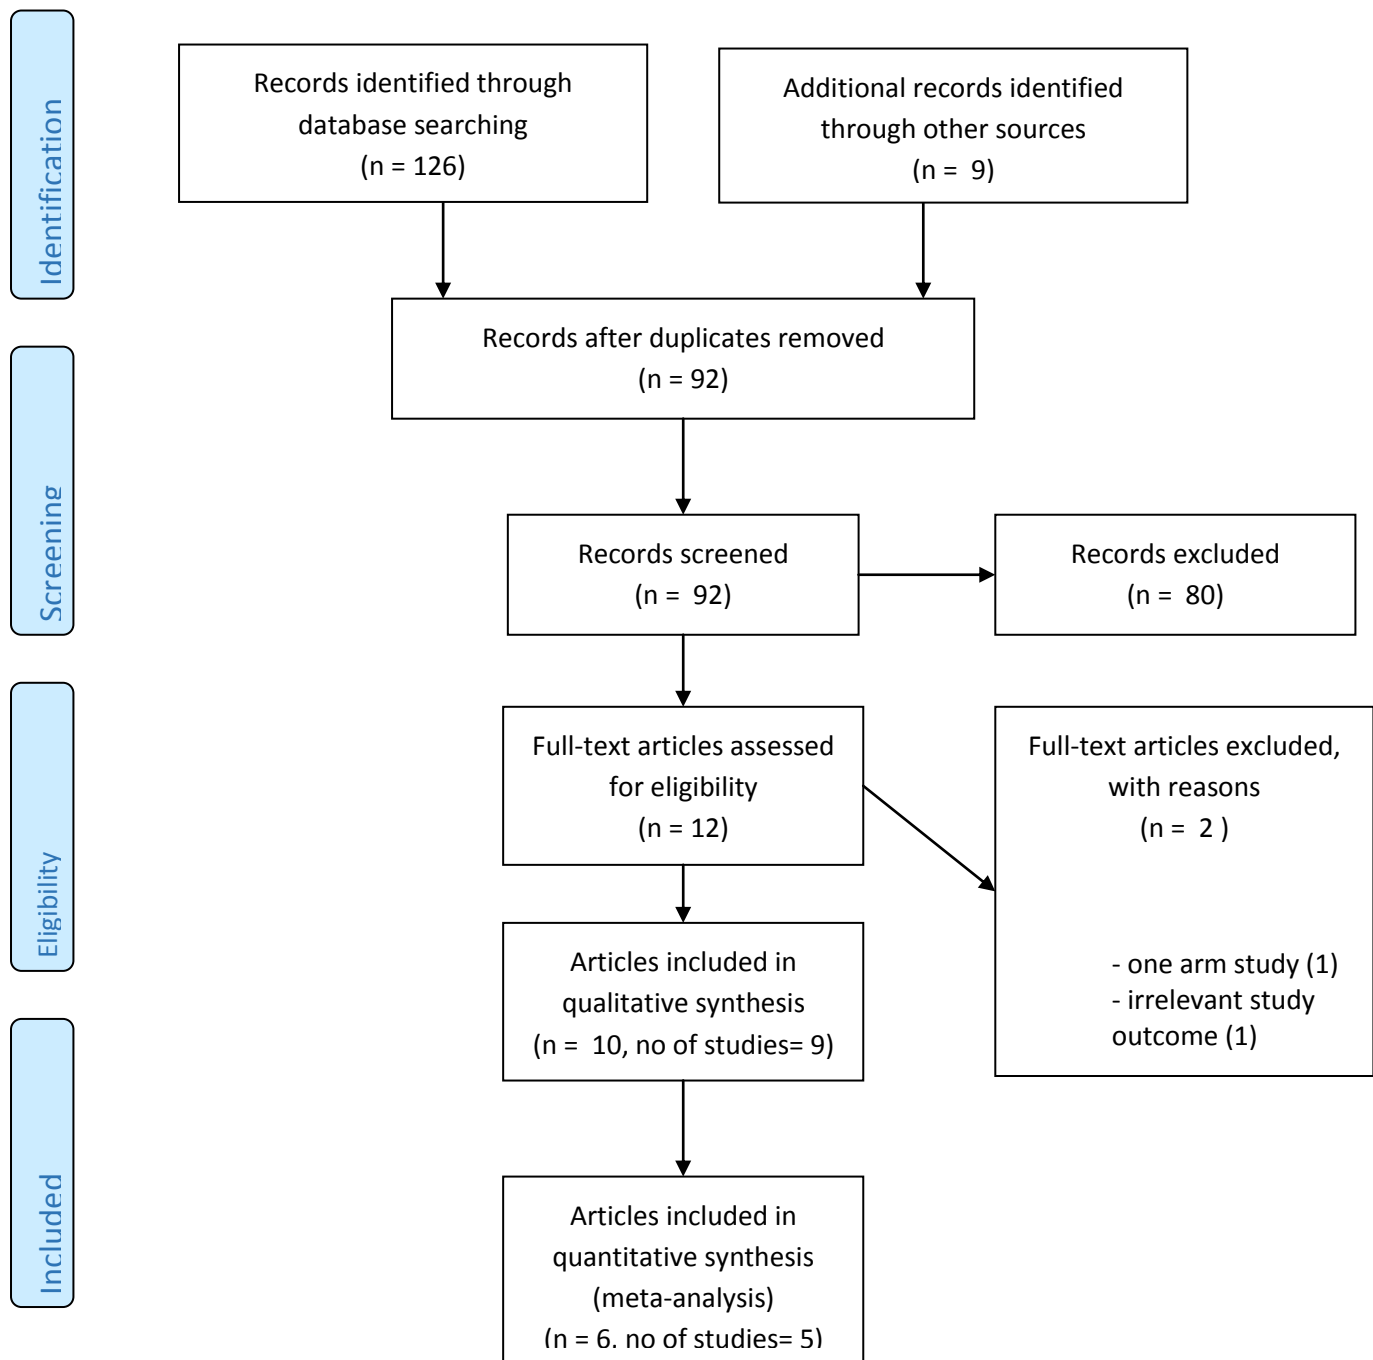 Identification
Records identified through
database searching
(n = 126)
Additional records identified
through other sources
(n =  9)
Records after duplicates removed
(n = 92)
Screening
Records screened
(n =  92)
Records excluded
(n =  80)
Eligibility
Full-text articles assessed
for eligibility
(n = 12)
Full-text articles excluded,
with reasons
(n =  2 )
- one arm study (1)
- irrelevant study
outcome (1)
Articles included in
qualitative synthesis
(n =  10, no of studies= 9)
Included
Articles included in
quantitative synthesis
(meta-analysis)
(n = 6, no of studies= 5)